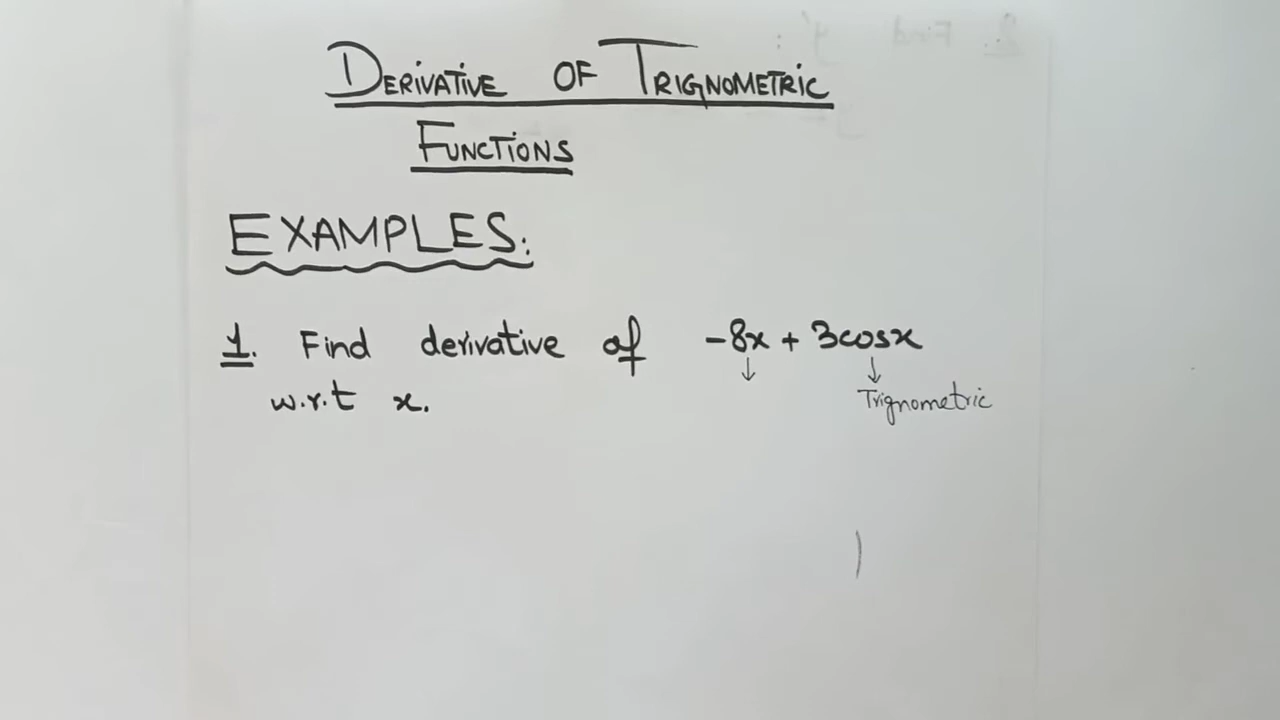 DERIVATIVE OF TRIGNOMETRIC
FUNCTIONS
EXAMPLES:
1. Find derivative of -8x + 3cosx
↓ ↓
w.r.t x. Trignometric